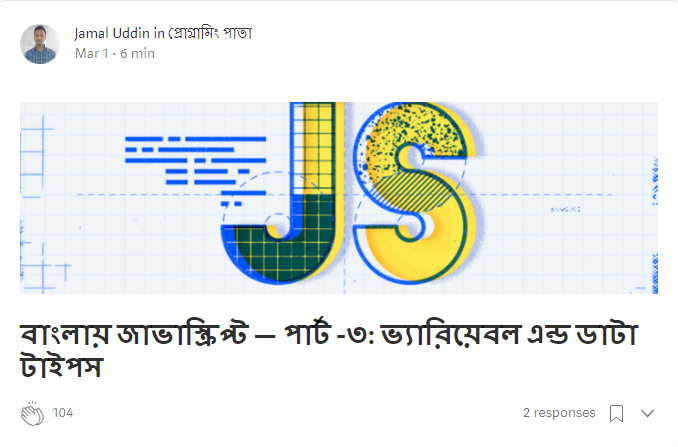 Jamal Uddin in প্রোগ্রামিং পাতা
Mar 1 · 6 min
JS
বাংলায় জাভাস্ক্রিপ্ট — পার্ট -৩: ভ্যারিয়েবল এন্ড ডাটা
টাইপস
104
2 responses